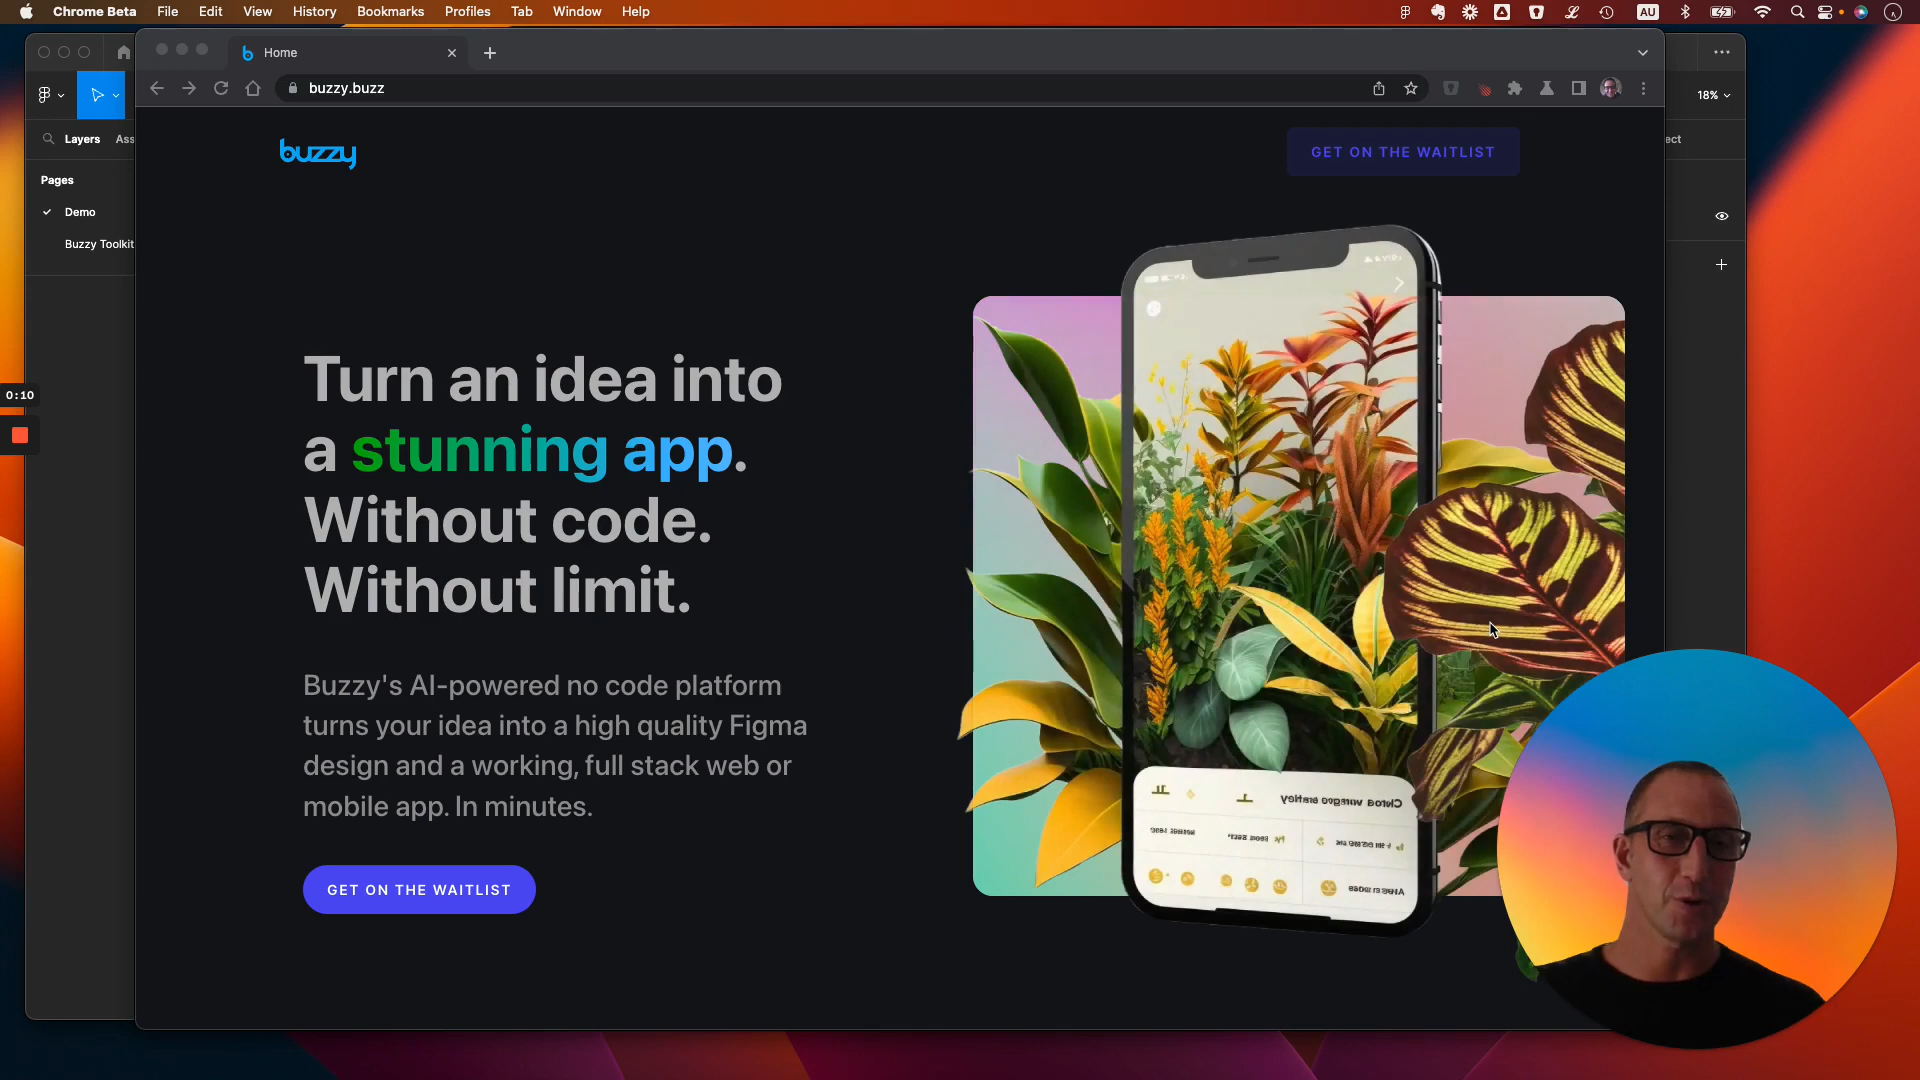 Chrome Beta File Edit View History Bookmarks Profiles Tab Window Help
AU
Home
buzzy.buzz
18%
Layers Ass
ect
Pages
Demo
Buzzy Toolkit
0:10
buzzy
GET ON THE WAITLIST
Turn an idea into
a stunning app.
Without code.
Without limit.
Buzzy's AI-powered no code platform
turns your idea into a high quality Figma
design and a working, full stack web or
mobile app. In minutes.
GET ON THE WAITLIST